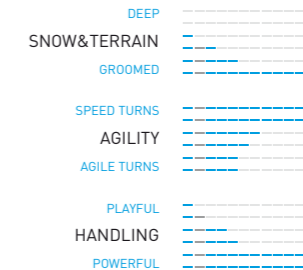 DEEP
SNOW&TERRAIN
GROOMED
SPEED TURNS
AGILITY
AGILE TURNS
PLAYFUL
HANDLING
POWERFUL